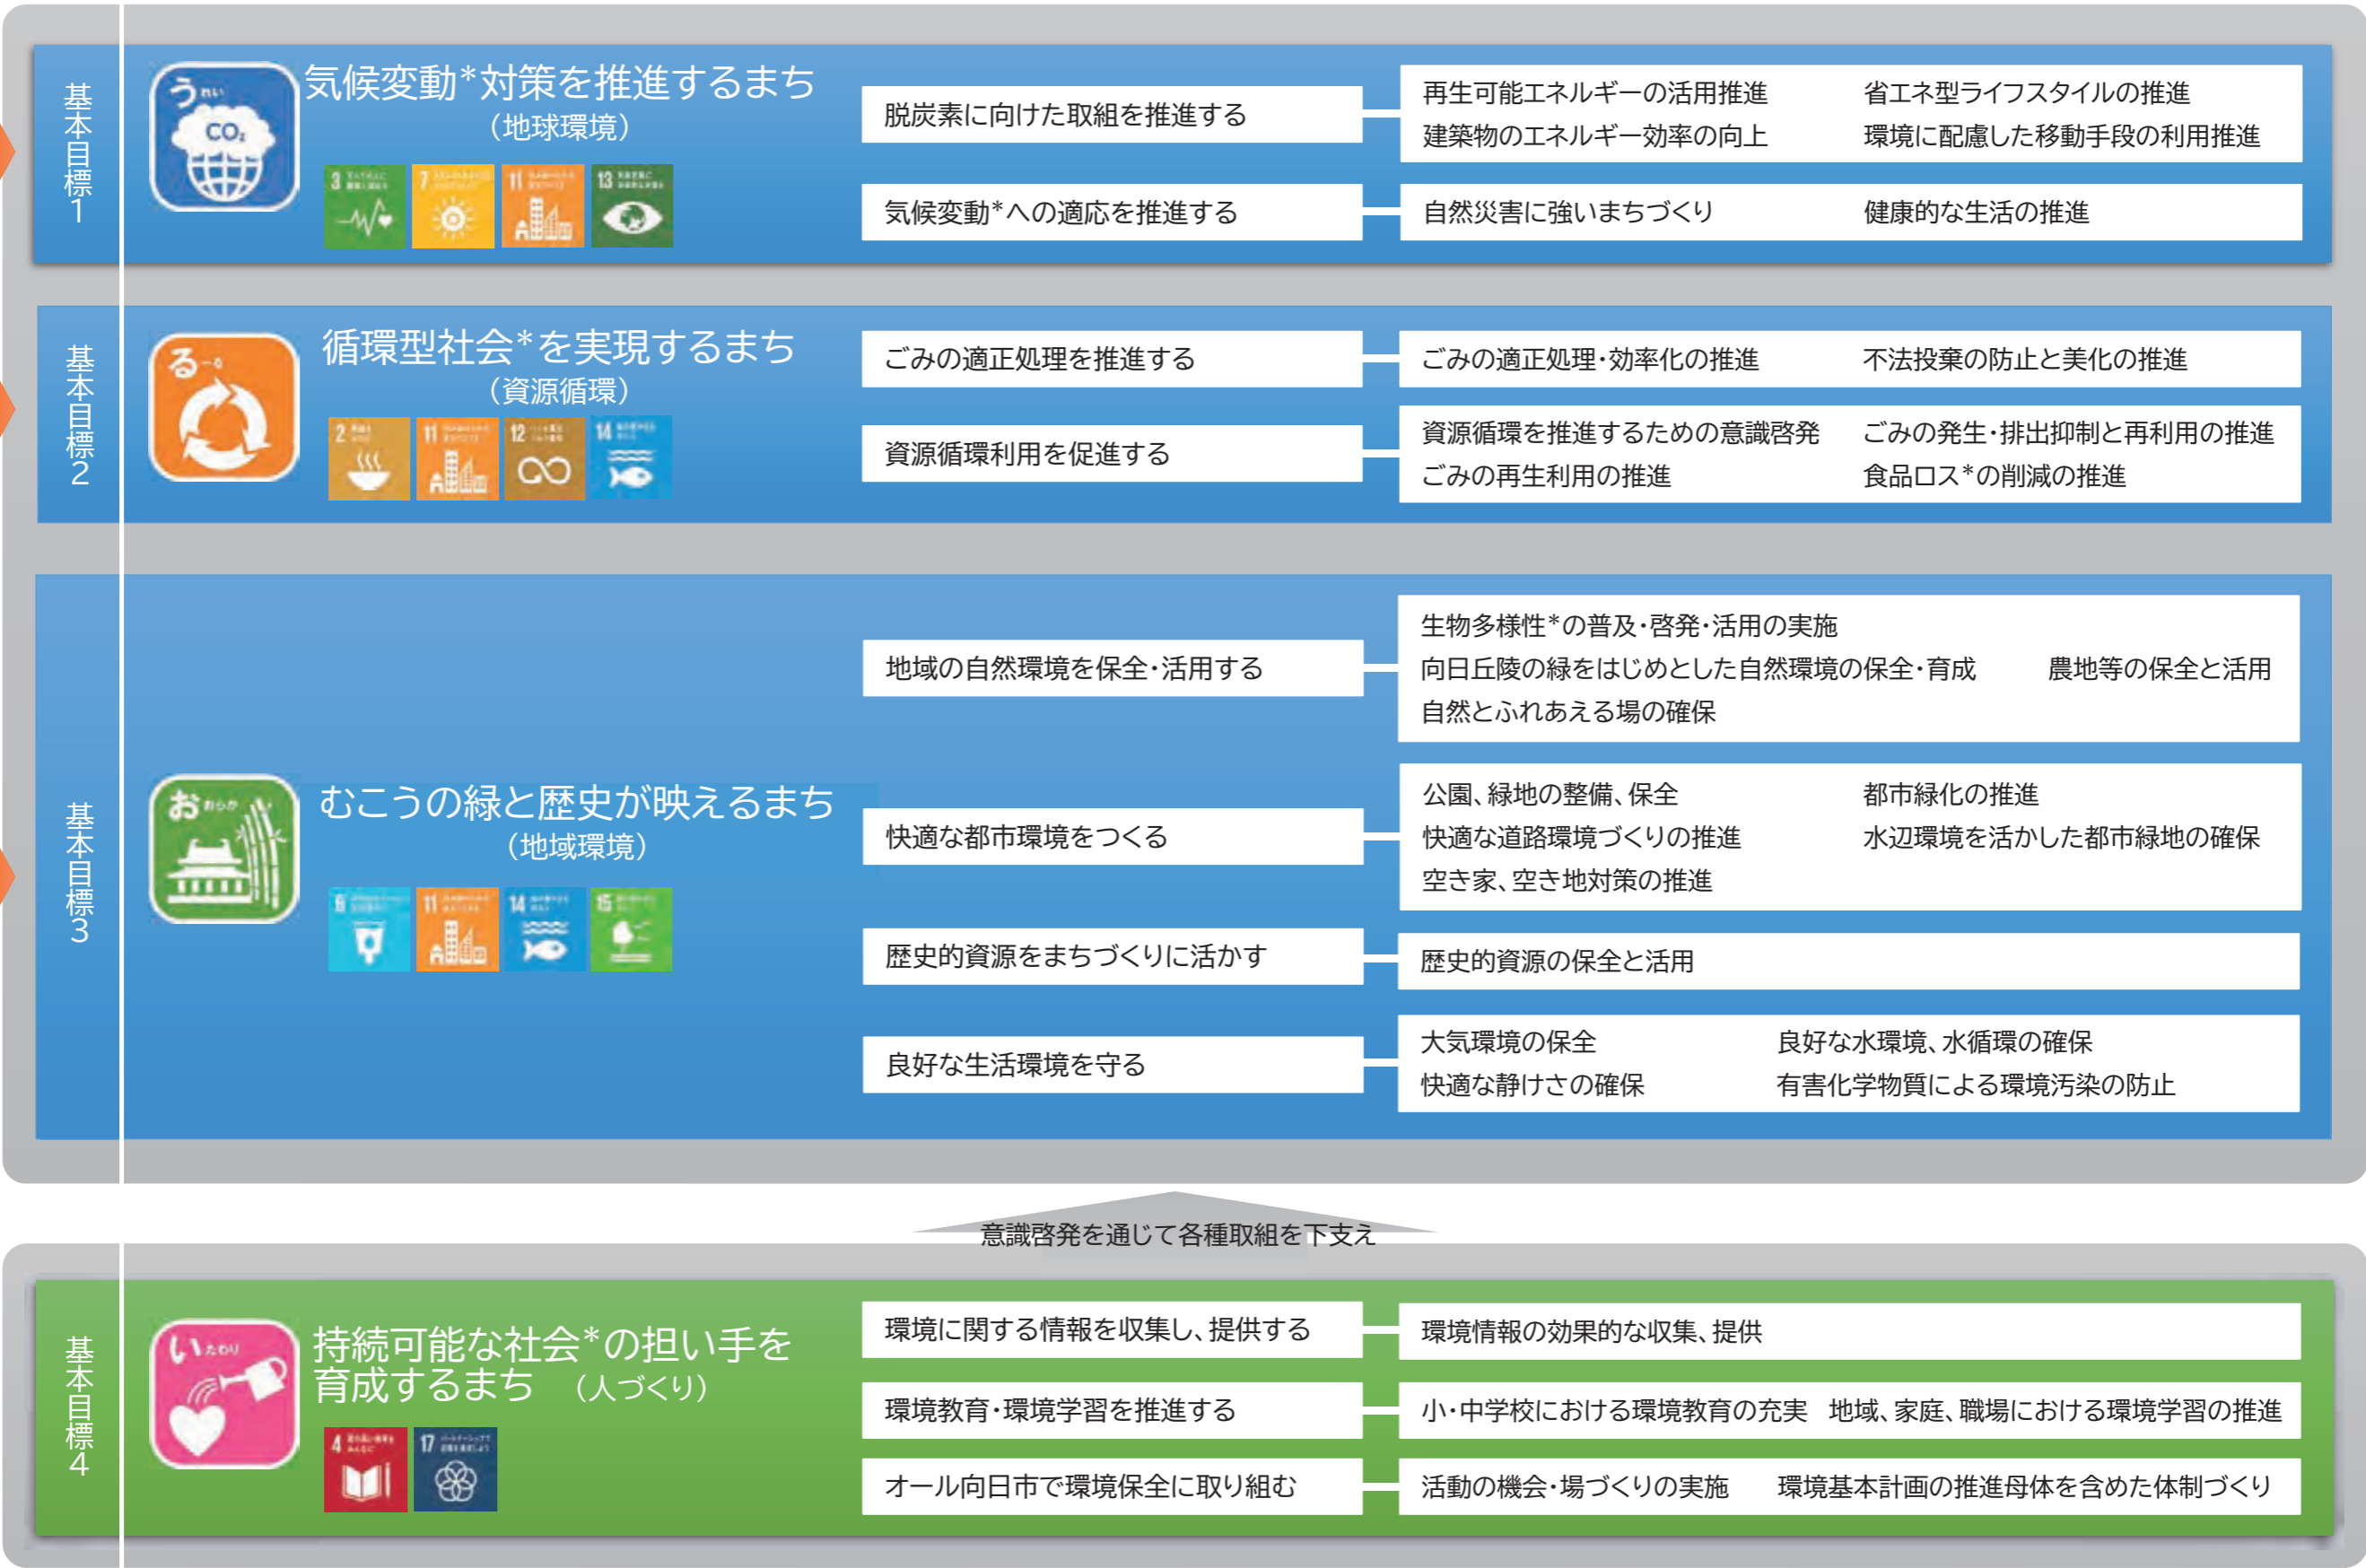 基本目標1
うれい
CO₂
気候変動*対策を推進するまち
（地球環境）
3
7
11
13
脱炭素に向けた取組を推進する
再生可能エネルギーの活用推進 省エネ型ライフスタイルの推進
建築物のエネルギー効率の向上 環境に配慮した移動手段の利用推進
気候変動*への適応を推進する
自然災害に強いまちづくり 健康的な生活の推進
基本目標2
る－る
循環型社会*を実現するまち
（資源循環）
2
11
12
14
ごみの適正処理を推進する
ごみの適正処理・効率化の推進 不法投棄の防止と美化の推進
資源循環利用を促進する
資源循環を推進するための意識啓発 ごみの発生・排出抑制と再利用の推進
ごみの再生利用の推進 食品ロス*の削減の推進
基本目標3
おおらか
むこうの緑と歴史が映えるまち
（地域環境）
6
11
14
15
地域の自然環境を保全・活用する
生物多様性*の普及・啓発・活用の実施
向日丘陵の緑をはじめとした自然環境の保全・育成 農地等の保全と活用
自然とふれあえる場の確保
快適な都市環境をつくる
公園、緑地の整備、保全 都市緑化の推進
快適な道路環境づくりの推進 水辺環境を活かした都市緑地の確保
空き家、空き地対策の推進
歴史的資源をまちづくりに活かす
歴史的資源の保全と活用
良好な生活環境を守る
大気環境の保全 良好な水環境、水循環の確保
快適な静けさの確保 有害化学物質による環境汚染の防止
意識啓発を通じて各種取組を下支え
基本目標4
いたわり
持続可能な社会*の担い手を
育成するまち （人づくり）
4
17
環境に関する情報を収集し、提供する
環境情報の効果的な収集、提供
環境教育・環境学習を推進する
小・中学校における環境教育の充実 地域、家庭、職場における環境学習の推進
オール向日市で環境保全に取り組む
活動の機会・場づくりの実施 環境基本計画の推進母体を含めた体制づくり